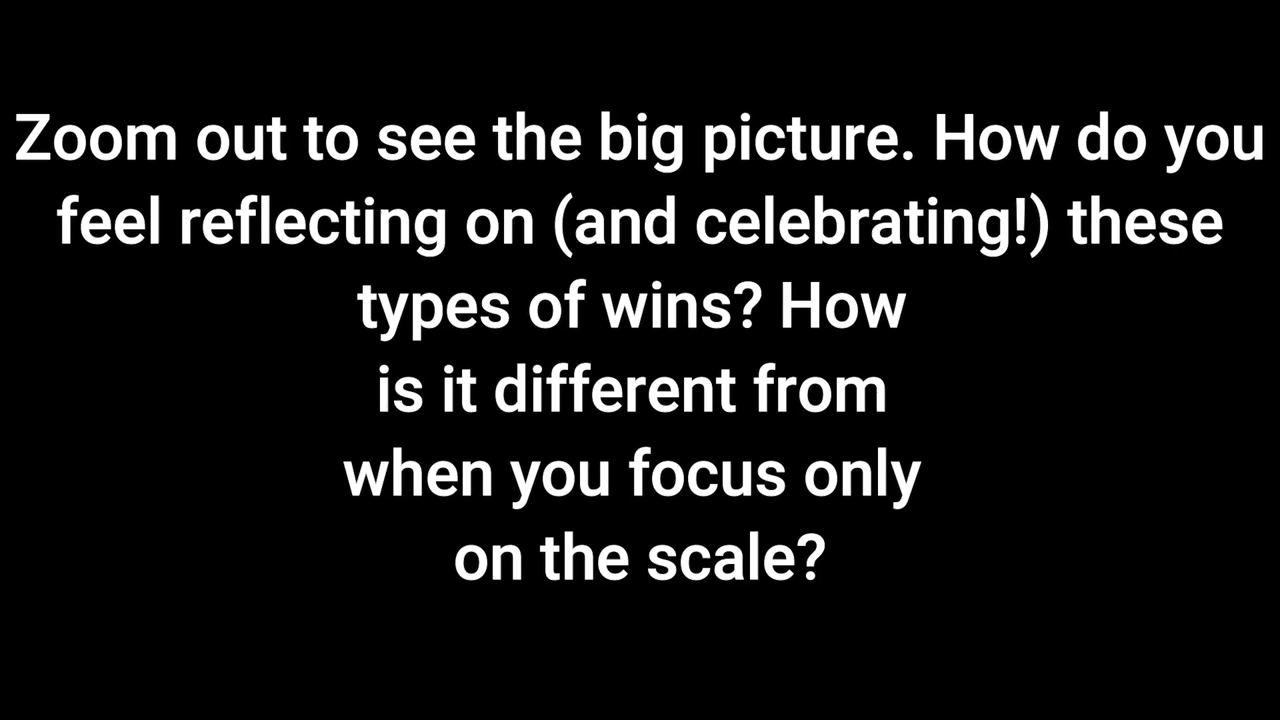 Zoom out to see the big picture. How do you
feel reflecting on (and celebrating!) these
types of wins? How
is it different from
when you focus only
on the scale?